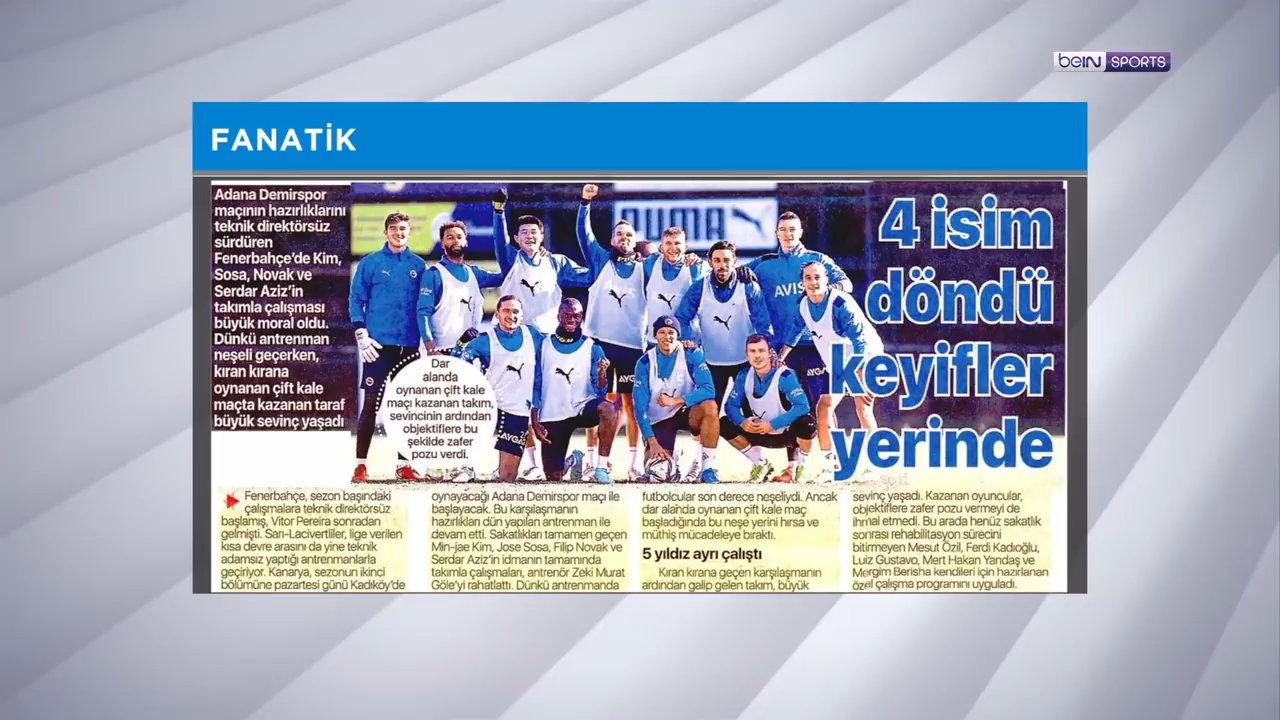 beIN SPORTS
FANATİK
Adana Demirspor
maçının hazırlıklarını
teknik direktörsüz
sürdüren
Fenerbahçe'de Kim,
Sosa, Novak ve
Serdar Aziz'in
takımla çalışması
büyük moral oldu.
Dünkü antrenman
neşeli geçerken,
kıran kırana
oynanan çift kale
maçta kazanan taraf
büyük sevinç yaşadı
PUMA
AVIS
AYGAZ
4 isim
döndü
keyifler
yerinde
Dar
alanda
oynanan çift kale
maçı kazanan takım,
sevincinin ardından
objektiflere bu
şekilde zafer
pozu verdi.
Fenerbahçe, sezon başındaki
çalışmalara teknik direktörsüz
başlamış, Vitor Pereira sonradan
gelmişti. Sarı-Lacivertliler, lige verilen
kısa devre arasını da yine teknik
adamsız yaptığı antrenmanlarla
geçiriyor. Kanarya, sezonun ikinci
bölümüne pazartesi günü Kadıköy'de
oynayacağı Adana Demirspor maçı ile
başlayacak. Bu karşılaşmanın
hazırlıkları dün yapılan antrenman ile
devam etti. Sakatlıkları tamamen geçen
Min-jae Kim, Jose Sosa, Filip Novak ve
Serdar Aziz'in idmanın tamamında
takımla çalışmaları, antrenör Zeki Murat
Göle'yi rahatlattı. Dünkü antrenmanda
futbolcular son derece neşeliydi. Ancak
dar alanda oynanan çift kale maç
başladığında bu neşe yerini hırsa ve
müthiş mücadeleye bıraktı.
5 yıldız ayrı çalıştı
Kıran kırana geçen karşılaşmanın
ardından galip gelen takım, büyük
sevinç yaşadı. Kazanan oyuncular,
objektiflere zafer pozu vermeyi de
ihmal etmedi. Bu arada henüz sakatlık
sonrası rehabilitasyon sürecini
bitirmeyen Mesut Özil, Ferdi Kadıoğlu,
Luiz Gustavo, Mert Hakan Yandaş ve
Mergim Berisha kendileri için hazırlanan
özel çalışma programını uyguladı.